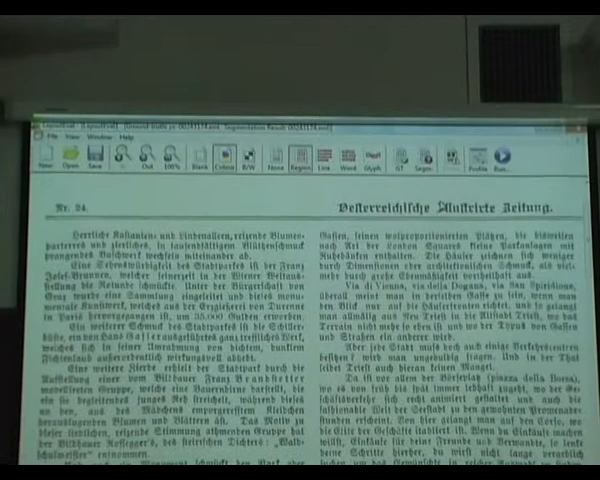 File View Window Help
New Open Save In Out 100% Blank Colour B/W None Region Line Word Glyph GT Segm. Profile Run
Nr. 24.
Oesterreichische Illustrirte Zeitung.
Herrliche Kastanien- und Lindenalleen, reizende Blumen-
parterres und zierliches, in tausendfältigem Blüthenschmuck
prangendes Buschwerk wechseln miteinander ab.
Eine Sehenswürdigkeit des Stadtparkes ist der Franz
Josef-Brunnen, welcher seinerzeit in der Wiener Weltaus-
stellung die Rotunde schmückte. Unter der Bürgerschaft von
Graz wurde eine Sammlung eingeleitet und dieses monu-
mentale Kunstwerk, welches aus der Ergießerei von Durenne
in Paris hervorgegangen ist, um 35.000 Gulden erworben.
Ein weiterer Schmuck des Stadtparkes ist die Schiller-
büste, ein von Hans Gasser ausgeführtes ganz treffliches Werk,
welches sich in seiner Umrahmung von dichtem, dunklem
Fichtenlaub außerordentlich wirkungsvoll abhebt.
Eine weitere Zierde erhielt der Stadtpark durch die
Aufstellung einer vom Bildhauer Franz Brandstetter
modellirten Gruppe, welche eine Bauerndirne darstellt, die
ein sie begleitendes junges Reh streichelt, während dieses
an den, aus des Mädchens emporgerafftem Kleidchen
herauslugenden Blumen und Blättern äst. Das Motiv zu
dieser lieblichen, reizende Stimmung athmenden Gruppe hat
der Bildhauer Rosegger's, des steirischen Dichters: „Wald-
schulmeister" entnommen.
Gassen, seinen wolproportionirten Plätzen, die bisweilen
nach Art der London Squares kleine Parkanlagen mit
Ruhebänken enthalten. Die Häuser zeichnen sich weniger
durch Dimensionen oder architektonischen Schmuck, als viel-
mehr durch große Ebenmäßigkeit vortheilhaft aus.
Via di Vienna, via della Dogana, via San Spiridione,
überall meint man in derselben Gasse zu sein, wenn man
den Blick nur auf die Häuserfronten richtet, und so gelangt
man allmälig aus Neu Triest in die Altstadt Triest, wo das
Terrain nicht mehr so eben ist und wo der Typus von Gassen
und Straßen ein anderer wird.
Aber jede Stadt muß doch auch einiges Verkehrscentren
besitzen? wird man ungeduldig fragen. Und in der That
leidet Triest auch hieran keinen Mangel.
Da ist vor allem der Börseplatz (piazza della Borsa),
wo es von früh bis spät immer lebhaft zugeht, wo der Ge-
schäftsverkehr sich recht animirt gestaltet und auch die
fashionable Welt der Seestadt zu den gewohnten Promenade-
stunden erscheint. Von hier gelangt man auf den Corso, wo
die Elite der Geschäfte etablirt ist. Wenn du Einkäufe machen
willst, Einkäufe für deine Freunde und Verwandte, so lenke
deine Schritte hierher, du wirst nicht lange vergeblich